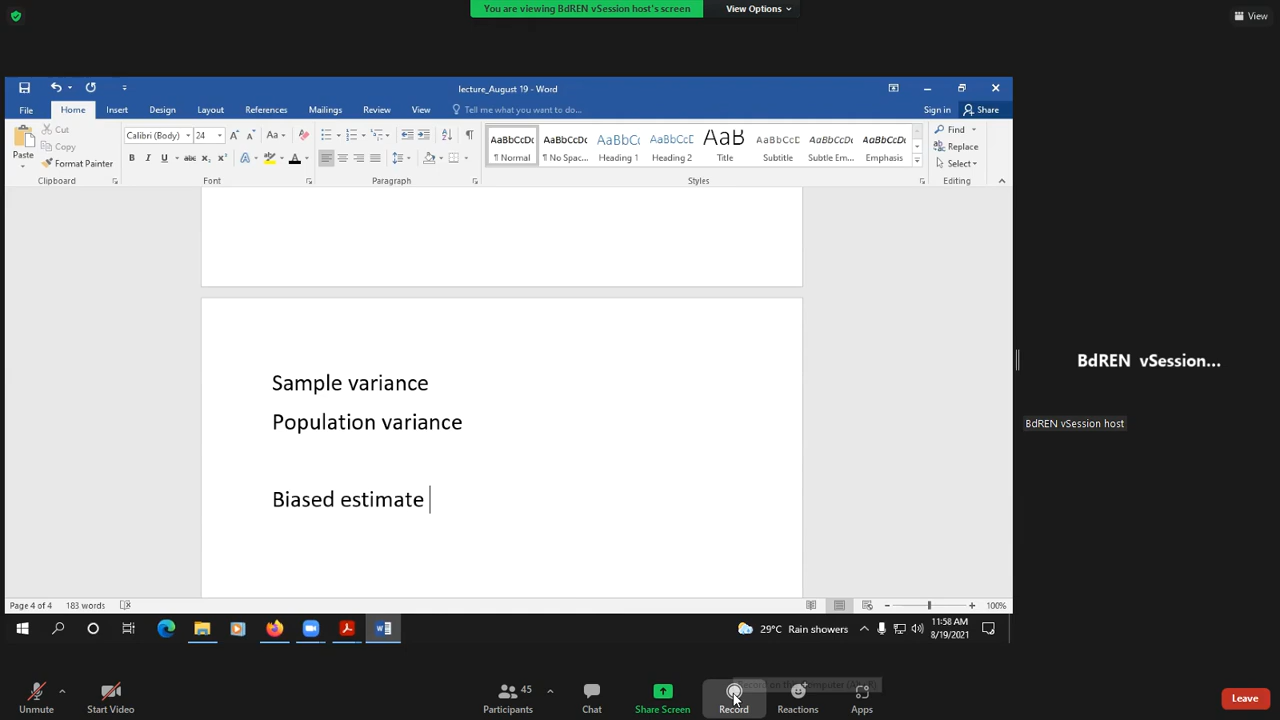 You are viewing BdREN vSession host's screen
View Options
View
lecture_August 19 - Word
File Home Insert Design Layout References Mailings Review View Tell me what you want to do... Sign in Share
Paste
Cut
Copy
Format Painter
Clipboard
Calibri (Body) 24
Font
Paragraph
AaBbCcDc AaBbCcDc AaBbC( AaBbCcE AaB AaBbCcD AaBbCcDc AaBbCcDc
¶ Normal ¶ No Spac... Heading 1 Heading 2 Title Subtitle Subtle Em... Emphasis
Styles
Find
Replace
Select
Editing
Sample variance
Population variance
Biased estimate
BdREN vSession...
BdREN vSession host
Page 4 of 4 183 words 100%
29°C Rain showers
11:58 AM
8/19/2021
Unmute
Start Video
45
Participants
Chat
Share Screen
Record
Reactions
Apps
Leave